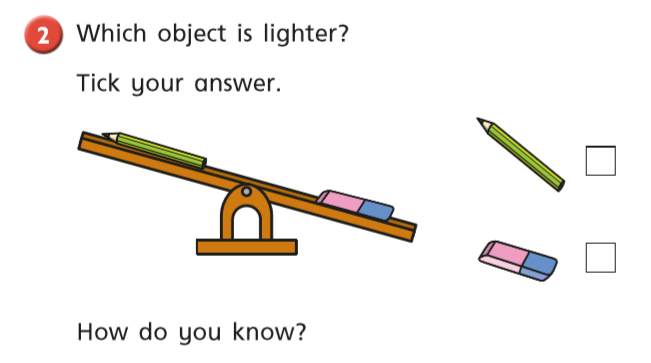 2 Which object is lighter?
Tick your answer.
How do you know?